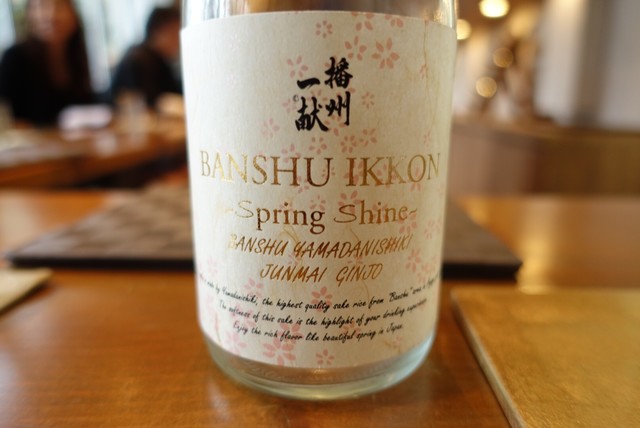 播州
一献
BANSHU IKKON
-Spring Shine-
BANSHU YAMADANISHIKI
JUNMAI GINJO
made by Yamadanishiki, the highest quality sake rice from "Banshu"
The softness of this sake is the highlight of your drinking experience.
Enjoy the rich flavor like beautiful spring in Japan.